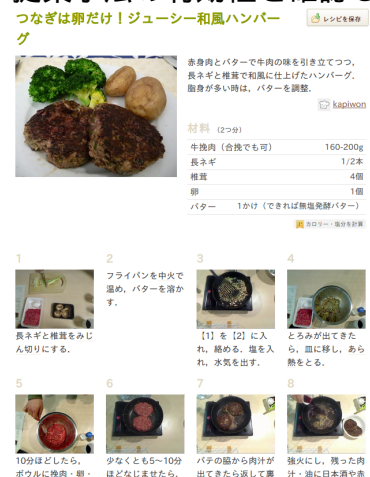 つなぎは卵だけ！ジューシー和風ハンバー
グ
レシピを保存
赤身肉とバターで牛肉の味を引き立てつつ，
長ネギと椎茸で和風に仕上げたハンバーグ．
脂身が多い時は，バターを調整．
kapiwon
材料 （2つ分）
牛挽肉（合挽でも可） 160-200g
長ネギ 1/2本
椎茸 4個
卵 1個
バター 1かけ（できれば無塩発酵バター）
カロリー・塩分を計算
1
長ネギと椎茸をみじ
ん切りにする．
2
フライパンを中火で
温め，バターを溶か
す．
3
【1】を【2】に入
れ，絡める．塩を入
れ，水気を出す．
4
とろみが出てきた
ら，皿に移し，あら
熱をとる．
5
10分ほどしたら，
ボウルに挽肉・卵・
6
少なくとも5〜10分
ほどなじませたら，
7
パテの脇から肉汁が
出てきたら返して裏
8
強火にし，残った肉
汁・油に日本酒や赤